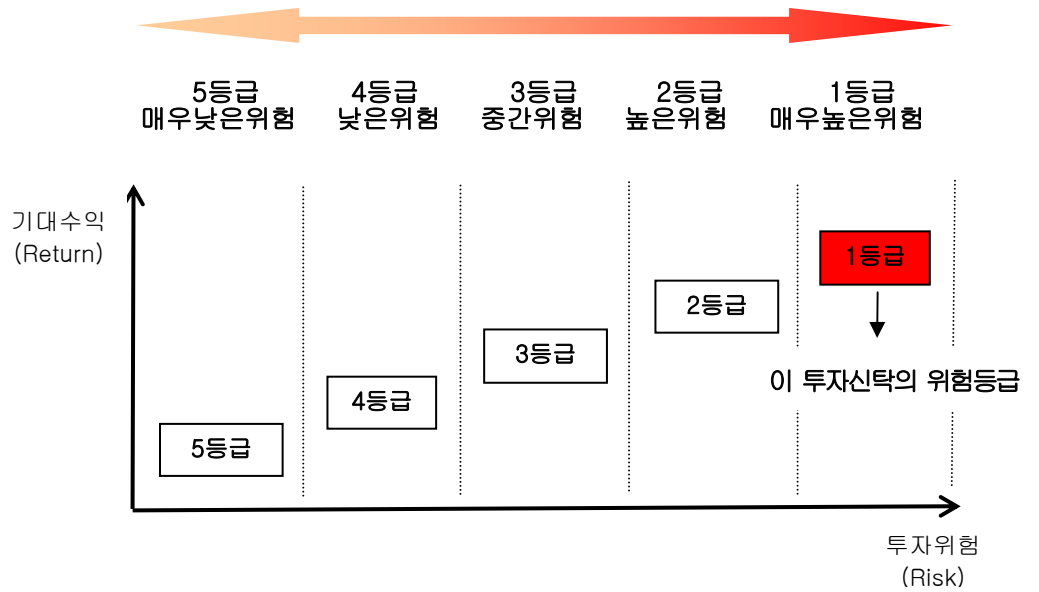 5등급
매우낮은위험
4등급
낮은위험
3등급
중간위험
2등급
높은위험
1등급
매우높은위험
기대수익
(Return)
1등급
2등급
3등급
이 투자신탁의 위험등급
4등급
5등급
투자위험
(Risk)